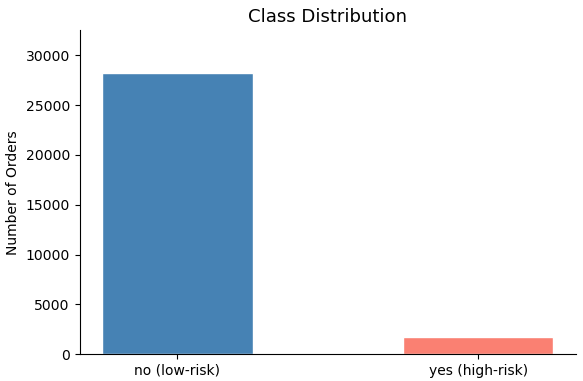 Class Distribution
Number of Orders
30000
25000
20000
15000
10000
5000
0
no (low-risk)
yes (high-risk)